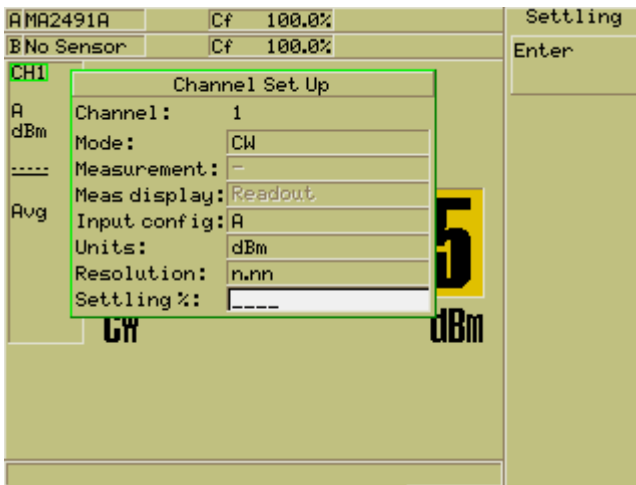 A MA2491A Cf 100.0%
B No Sensor Cf 100.0%
Settling
Enter
CH1
A
dBm
-----
Avg
Channel Set Up
Channel: 1
Mode: CW
Measurement: -
Meas display: Readout
Input config: A
Units: dBm
Resolution: n.nn
Settling %: ____
5
CW dBm